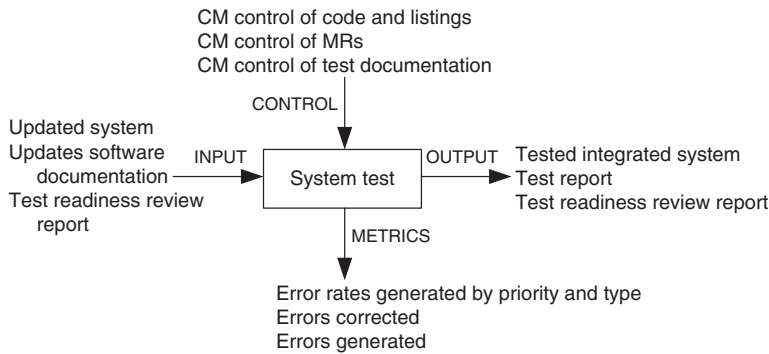 CM control of code and listings
CM control of MRs
CM control of test documentation
CONTROL
Updated system
Updates software
documentation
Test readiness review
report
INPUT
System test
OUTPUT
Tested integrated system
Test report
Test readiness review report
METRICS
Error rates generated by priority and type
Errors corrected
Errors generated